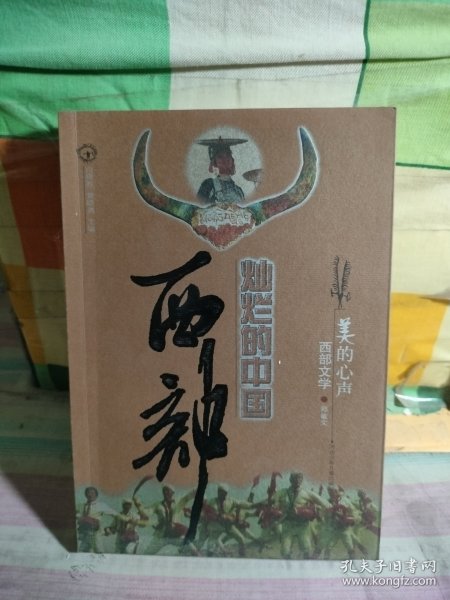 灿烂的中国
西部
美的心声
西部文学
孔夫子旧书网
www.kongfz.com